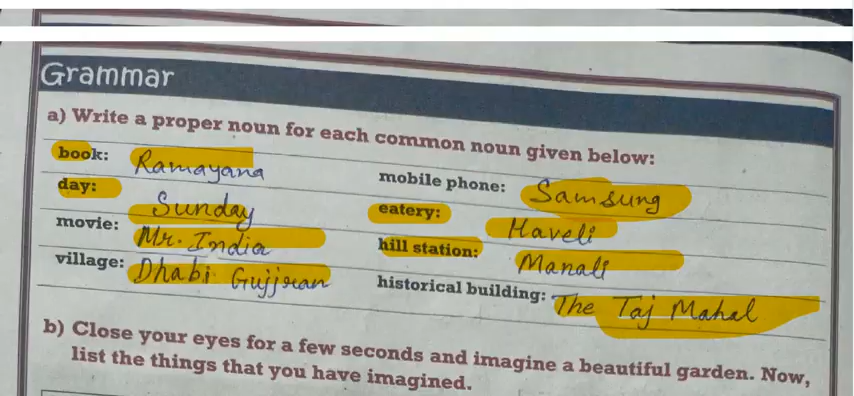 Grammar
a) Write a proper noun for each common noun given below:
book: Ramayana
mobile phone: Samsung
day: Sunday
eatery: Haveli
movie: Mr. India
hill station: Manali
village: Dhabi Gujjran
historical building: The Taj Mahal
b) Close your eyes for a few seconds and imagine a beautiful garden. Now,
list the things that you have imagined.